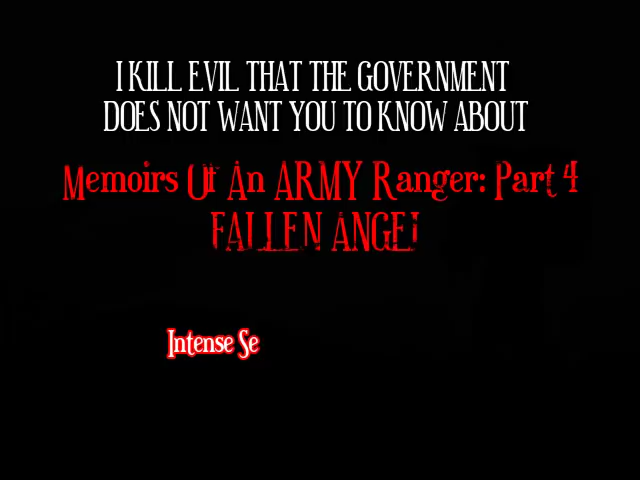 I KILL EVIL THAT THE GOVERNMENT
DOES NOT WANT YOU TO KNOW ABOUT
Memoirs Of An ARMY Ranger: Part 4
FALLEN ANGEL
Intense Se